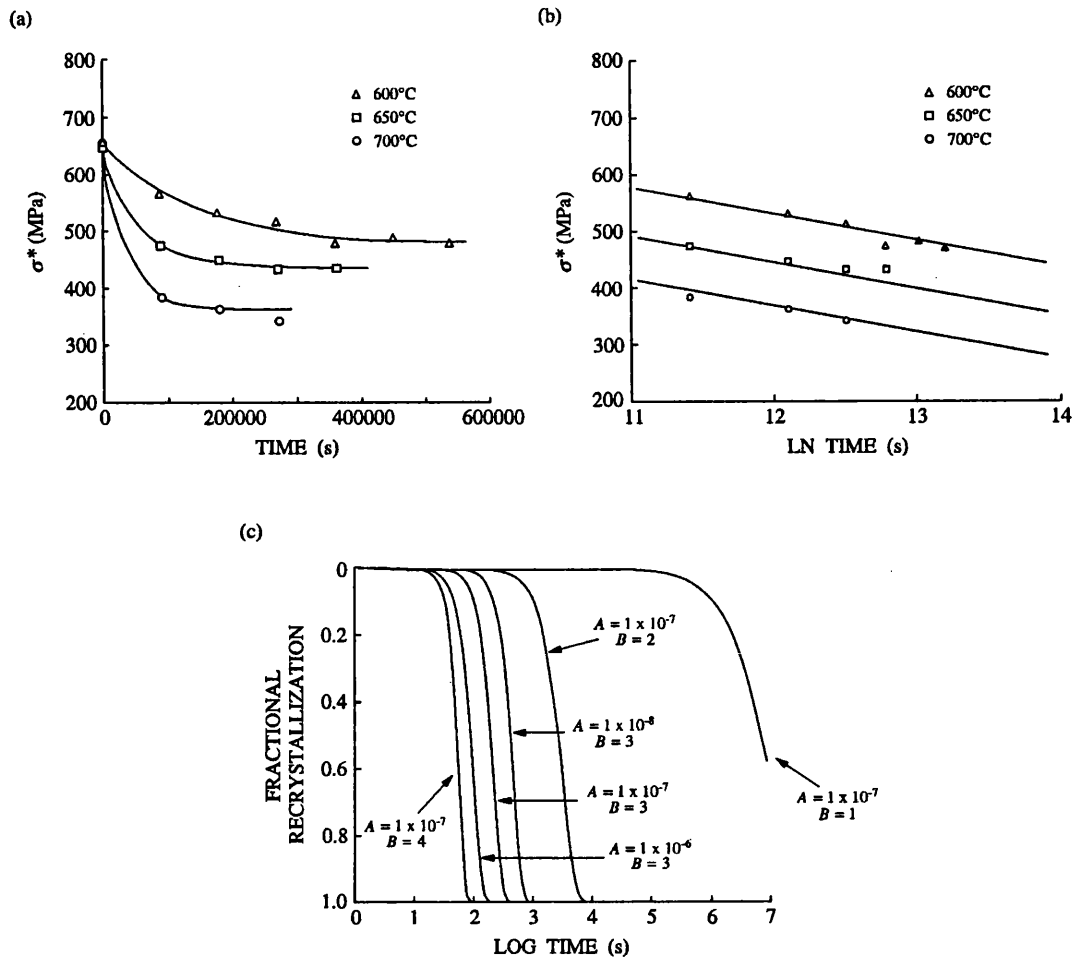 (a)
800
700
600
500
400
300
200
σ* (MPa)
△ 600°C
□ 650°C
○ 700°C
0 200000 400000 600000
TIME (s)
(b)
800
700
600
500
400
300
200
σ* (MPa)
△ 600°C
□ 650°C
○ 700°C
11 12 13 14
LN TIME (s)
(c)
0
0.2
0.4
0.6
0.8
1.0
FRACTIONAL
RECRYSTALLIZATION
A = 1 x 10⁻⁷
B = 2
A = 1 x 10⁻⁸
B = 3
A = 1 x 10⁻⁷
B = 3
A = 1 x 10⁻⁷
B = 1
A = 1 x 10⁻⁷
B = 4
A = 1 x 10⁻⁶
B = 3
0 1 2 3 4 5 6 7
LOG TIME (s)